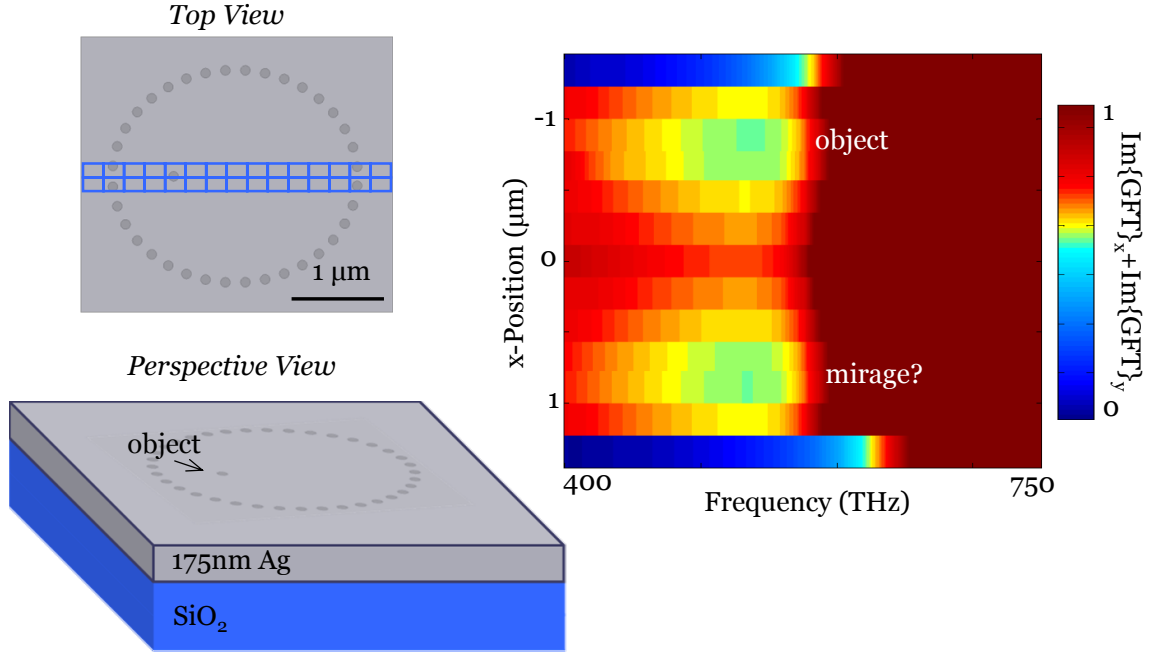 Top View
1 μm
Perspective View
object
175nm Ag
SiO₂
-1
0
1
x-Position (μm)
object
mirage?
400
750
Frequency (THz)
1
0
Im{GFT}ₓ+Im{GFT}ᵧ